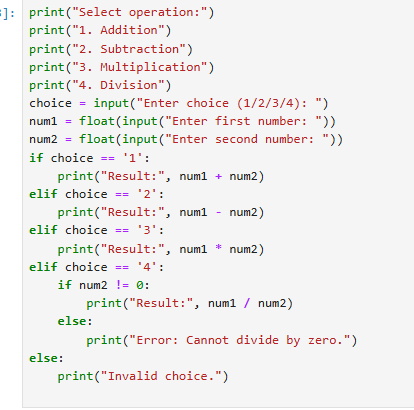 ]:
print("Select operation:")
print("1. Addition")
print("2. Subtraction")
print("3. Multiplication")
print("4. Division")
choice = input("Enter choice (1/2/3/4): ")
num1 = float(input("Enter first number: "))
num2 = float(input("Enter second number: "))
if choice == '1':
    print("Result:", num1 + num2)
elif choice == '2':
    print("Result:", num1 - num2)
elif choice == '3':
    print("Result:", num1 * num2)
elif choice == '4':
    if num2 != 0:
        print("Result:", num1 / num2)
    else:
        print("Error: Cannot divide by zero.")
else:
    print("Invalid choice.")